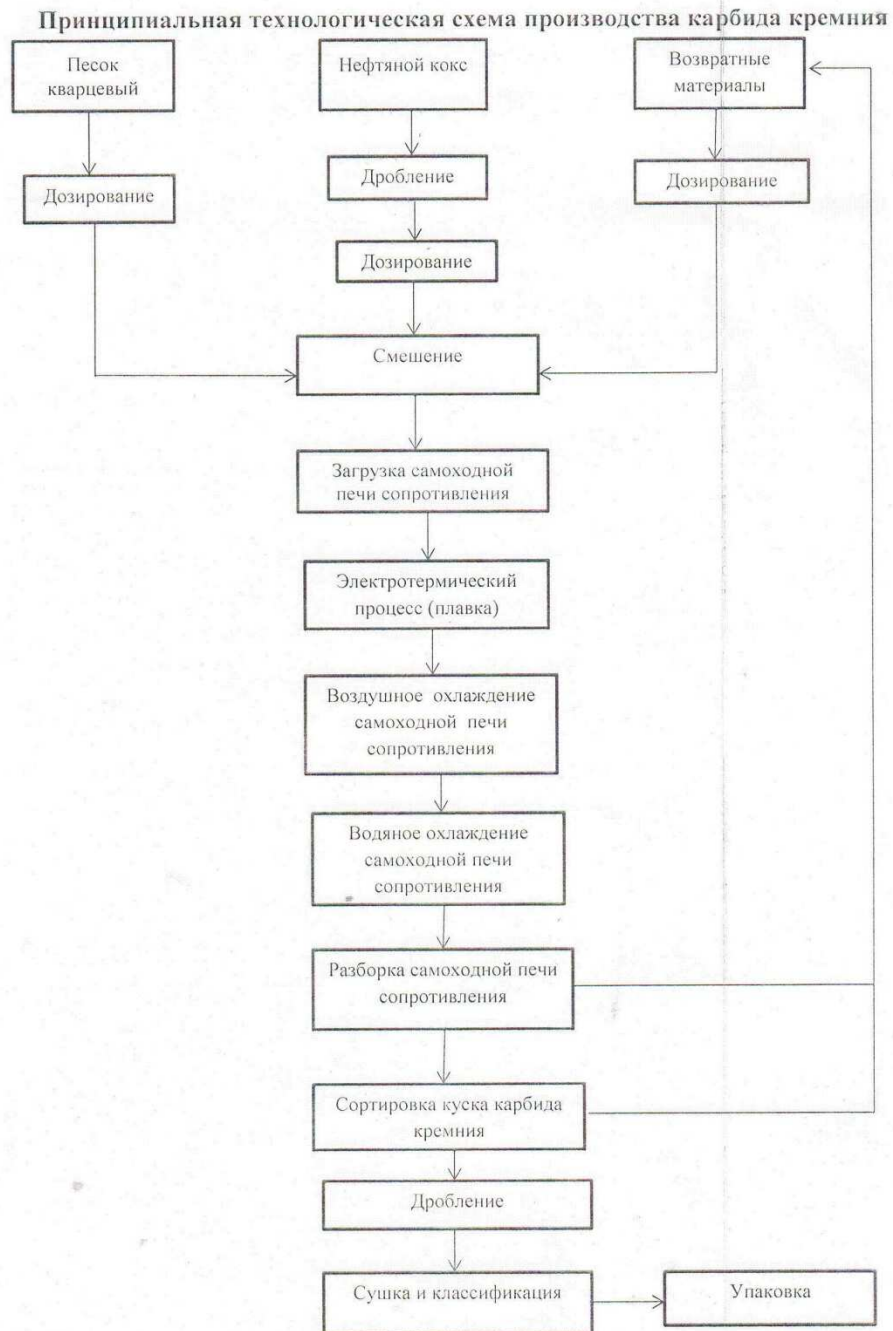 Принципиальная технологическая схема производства карбида кремния
Песок
кварцевый
Нефтяной кокс
Возвратные
материалы
Дозирование
Дробление
Дозирование
Дозирование
Смешение
Загрузка самоходной
печи сопротивления
Электротермический
процесс (плавка)
Воздушное охлаждение
самоходной печи
сопротивления
Водяное охлаждение
самоходной печи
сопротивления
Разборка самоходной печи
сопротивления
Сортировка куска карбида
кремния
Дробление
Сушка и классификация
Упаковка